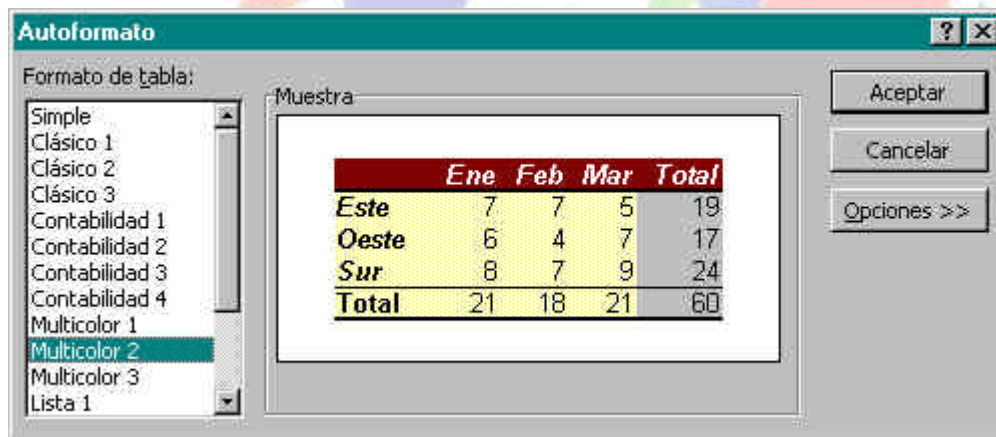 Autoformato
Formato de tabla:
Simple
Clásico 1
Clásico 2
Clásico 3
Contabilidad 1
Contabilidad 2
Contabilidad 3
Contabilidad 4
Multicolor 1
Multicolor 2
Multicolor 3
Lista 1
Muestra
Ene Feb Mar Total
Este 7 7 5 19
Oeste 6 4 7 17
Sur 8 7 9 24
Total 21 18 21 60
Aceptar
Cancelar
Opciones >>